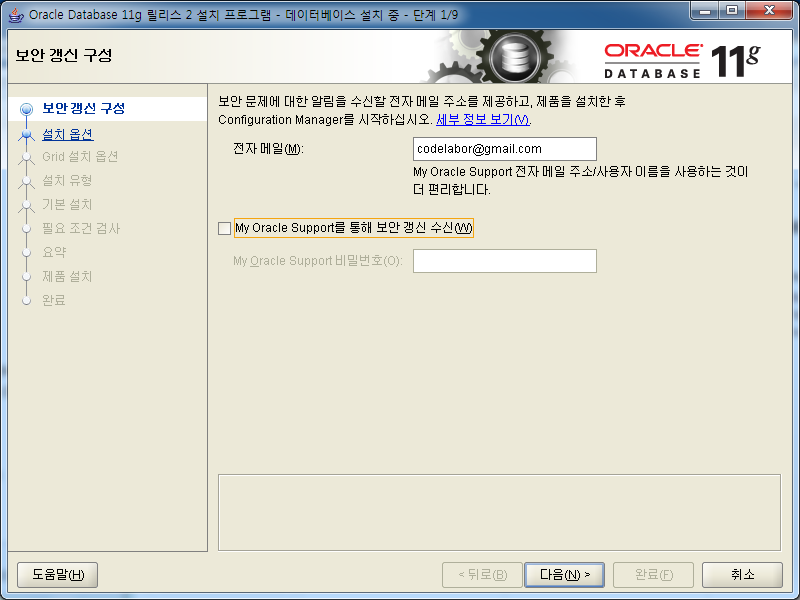 Oracle Database 11g 릴리스 2 설치 프로그램 - 데이터베이스 설치 중 - 단계 1/9
보안 갱신 구성
ORACLE
DATABASE
11g
보안 갱신 구성
설치 옵션
Grid 설치 옵션
설치 유형
기본 설치
필요 조건 검사
요약
제품 설치
완료
보안 문제에 대한 알림을 수신할 전자 메일 주소를 제공하고, 제품을 설치한 후
Configuration Manager를 시작하십시오. 세부 정보 보기(V).
전자 메일(M):
codelabor@gmail.com
My Oracle Support 전자 메일 주소/사용자 이름을 사용하는 것이
더 편리합니다.
My Oracle Support를 통해 보안 갱신 수신(W)
My Oracle Support 비밀번호(O):
도움말(H)
< 뒤로(B)
다음(N) >
완료(F)
취소